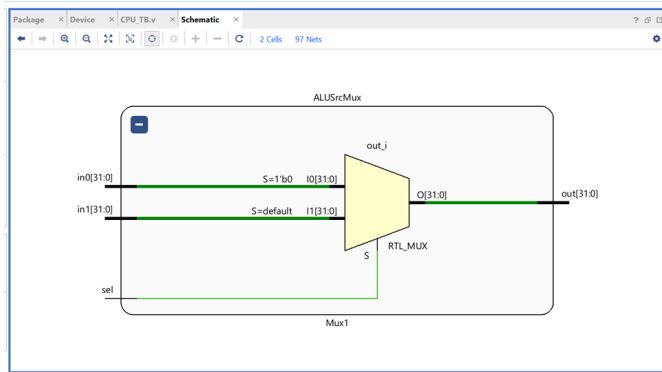 Package × Device × CPU_TB.v × Schematic ×
2 Cells 97 Nets
ALUSrcMux
out_i
in0[31:0] S=1'b0 I0[31:0]
O[31:0] out[31:0]
in1[31:0] S=default I1[31:0]
RTL_MUX
S
sel
Mux1